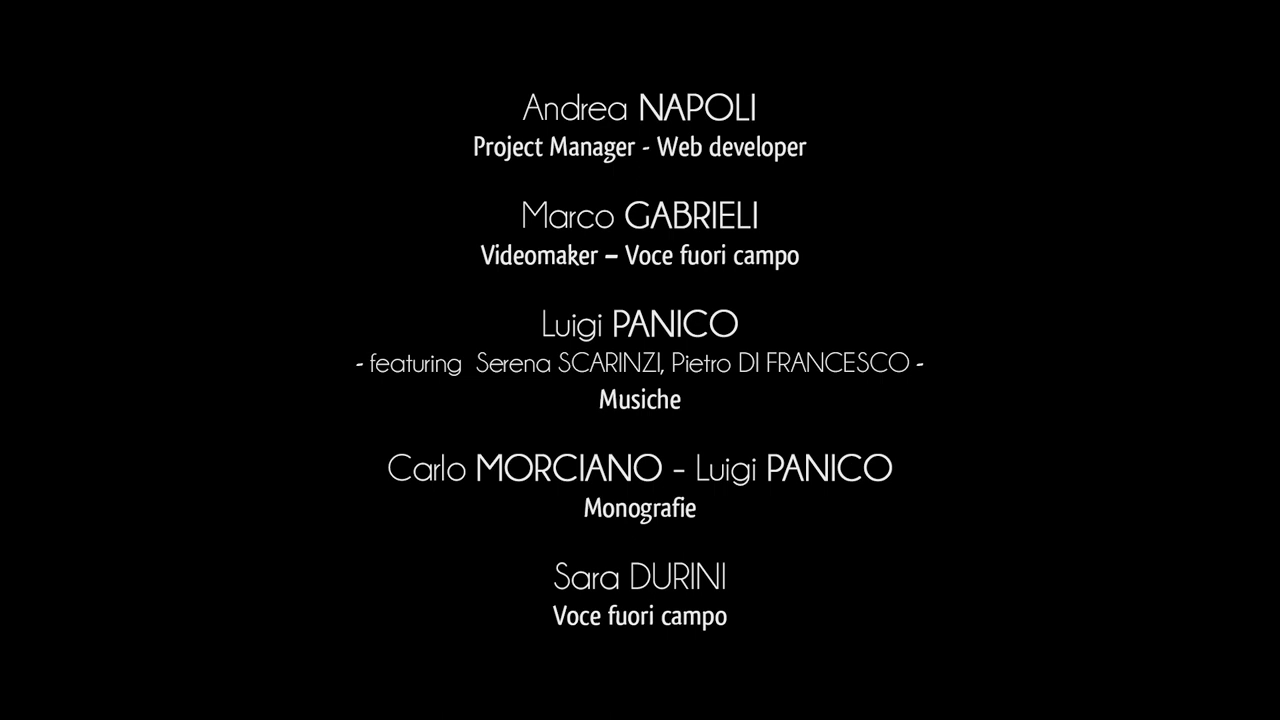 Andrea NAPOLI
Project Manager - Web developer
Marco GABRIELI
Videomaker – Voce fuori campo
Luigi PANICO
- featuring  Serena SCARINZI, Pietro DI FRANCESCO -
Musiche
Carlo MORCIANO - Luigi PANICO
Monografie
Sara DURINI
Voce fuori campo